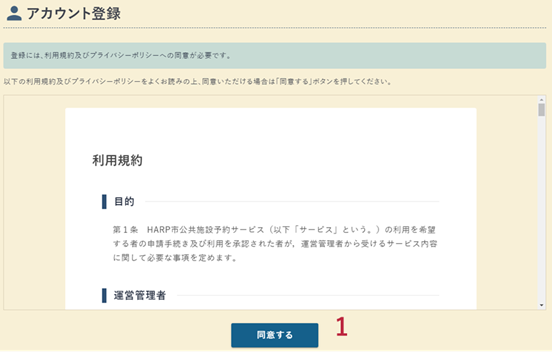 アカウント登録
登録には、利用規約及びプライバシーポリシーへの同意が必要です。
以下の利用規約及びプライバシーポリシーをよくお読みの上、同意いただける場合は「同意する」ボタンを押してください。
利用規約
目的
第１条　HARP市公共施設予約サービス（以下「サービス」という。）の利用を希望
する者の申請手続き及び利用を承認された者が、運営管理者から受けるサービス内容
に関して必要な事項を定めます。
運営管理者
同意する
1